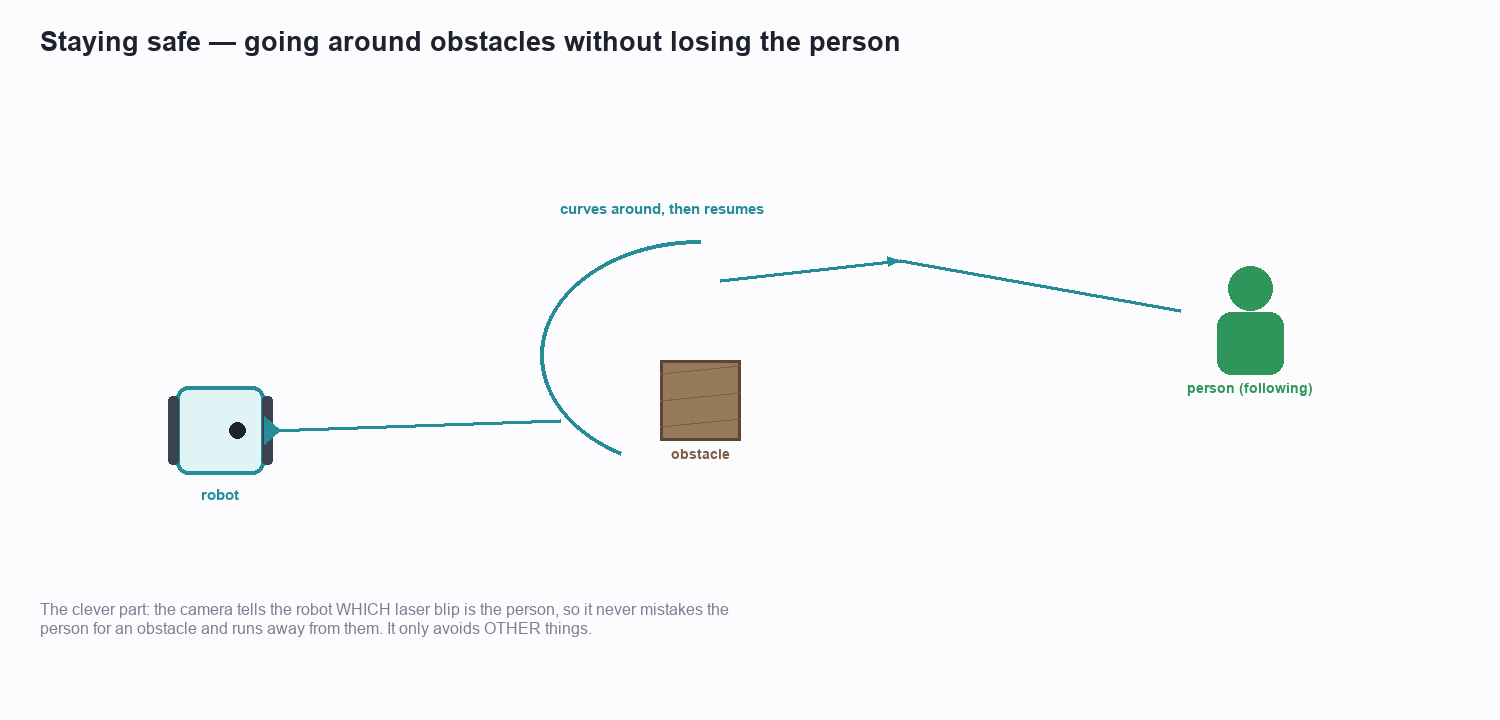 Staying safe — going around obstacles without losing the person
curves around, then resumes
person (following)
obstacle
robot
The clever part: the camera tells the robot WHICH laser blip is the person, so it never mistakes the
person for an obstacle and runs away from them. It only avoids OTHER things.